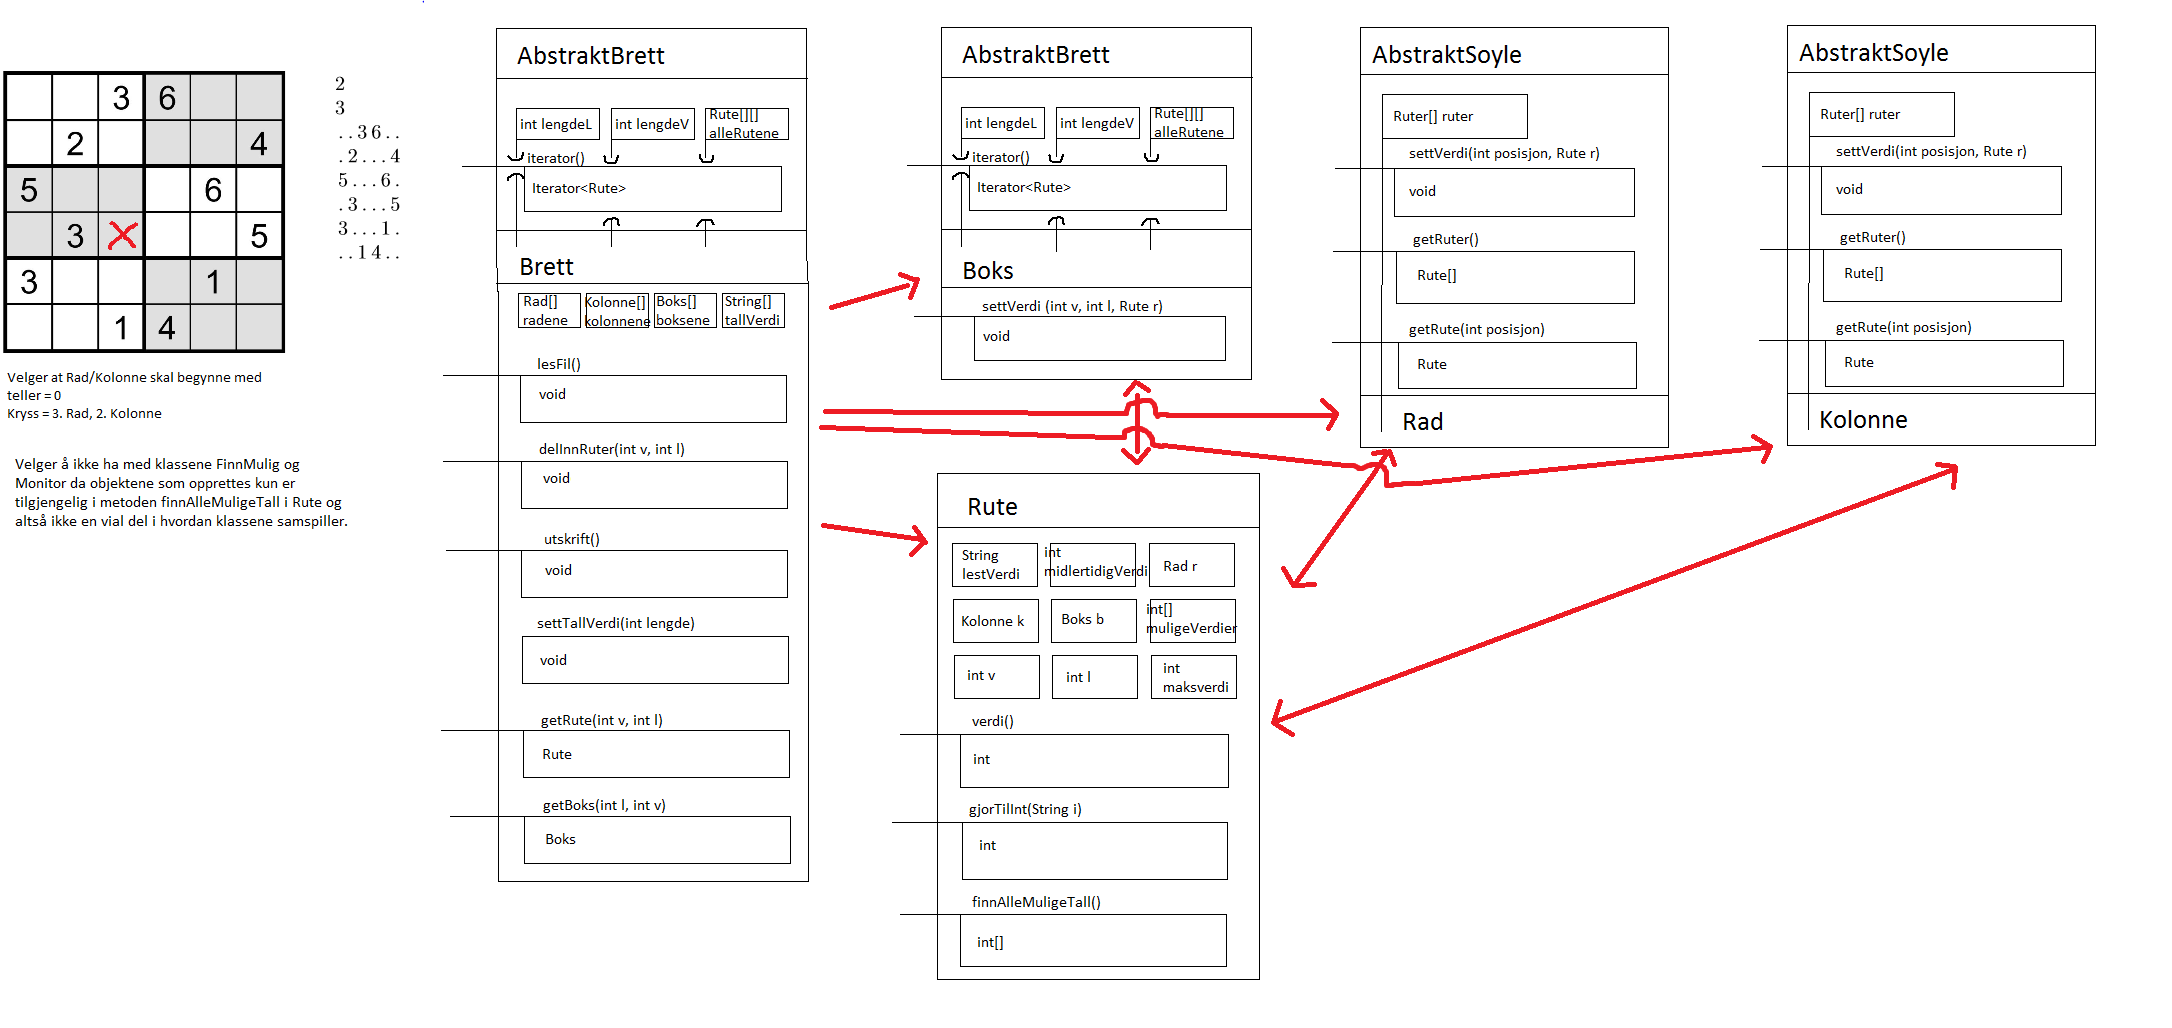 3 6
2 4
5 6
3 5
3 1
1 4
2
3
..36..
.2...4
5...6.
.3...5
3...1.
..14..
Velger at Rad/Kolonne skal begynne med
teller = 0
Kryss = 3. Rad, 2. Kolonne
Velger å ikke ha med klassene FinnMulig og
Monitor da objektene som opprettes kun er
tilgjengelig i metoden finnAlleMuligeTall i Rute og
altså ikke en vial del i hvordan klassene samspiller.
AbstraktBrett
int lengdeL
int lengdeV
Rute[][]
alleRutene
iterator()
Iterator<Rute>
Brett
Rad[]
radene
Kolonne[]
kolonnene
Boks[]
boksene
String[]
tallVerdi
lesFil()
void
delInnRuter(int v, int l)
void
utskrift()
void
settTallVerdi(int lengde)
void
getRute(int v, int l)
Rute
getBoks(int l, int v)
Boks
AbstraktBrett
int lengdeL
int lengdeV
Rute[][]
alleRutene
iterator()
Iterator<Rute>
Boks
settVerdi (int v, int l, Rute r)
void
Rute
String
lestVerdi
int
midlertidigVerdi
Rad r
Kolonne k
Boks b
int[]
muligeVerdier
int v
int l
int
maksverdi
verdi()
int
gjorTilInt(String i)
int
finnAlleMuligeTall()
int[]
AbstraktSoyle
Ruter[] ruter
settVerdi(int posisjon, Rute r)
void
getRuter()
Rute[]
getRute(int posisjon)
Rute
Rad
AbstraktSoyle
Ruter[] ruter
settVerdi(int posisjon, Rute r)
void
getRuter()
Rute[]
getRute(int posisjon)
Rute
Kolonne